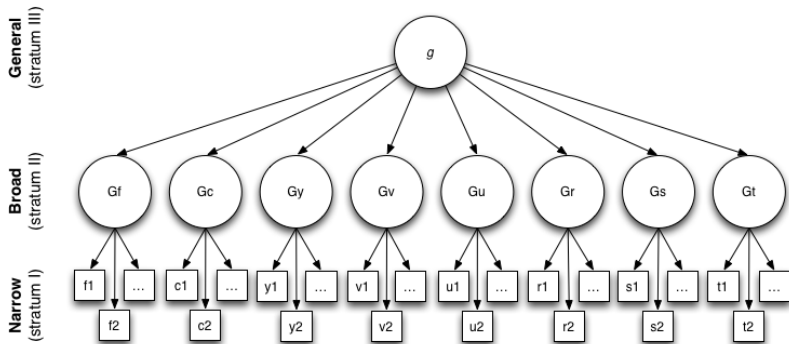 General
(stratum III)
g
Broad
(stratum II)
Gf Gc Gy Gv Gu Gr Gs Gt
Narrow
(stratum I)
f1 … c1 … y1 … v1 … u1 … r1 … s1 … t1 …
f2 c2 y2 v2 u2 r2 s2 t2